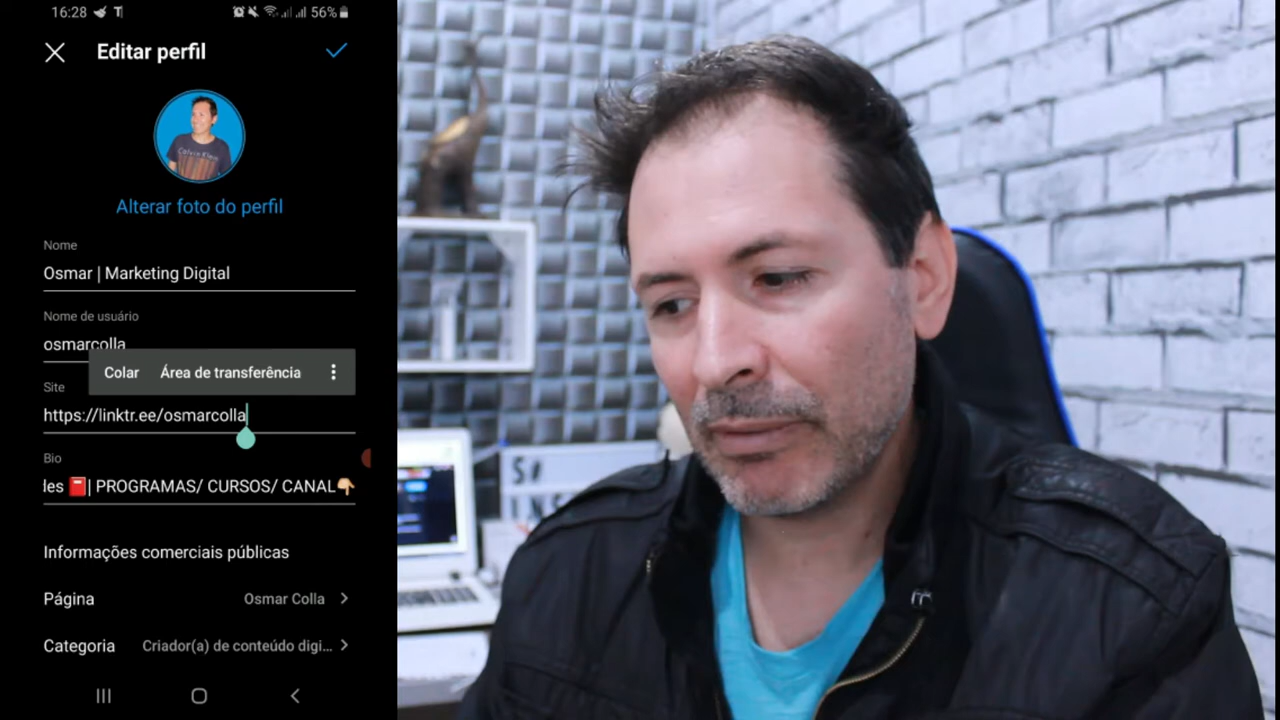 16:28 56%
Editar perfil
Calvin Klein
Alterar foto do perfil
Nome
Osmar | Marketing Digital
Nome de usuário
osmarcolla
Colar Área de transferência
Site
https://linktr.ee/osmarcolla
Bio
les 📕| PROGRAMAS/ CURSOS/ CANAL👇
Informações comerciais públicas
Página Osmar Colla
Categoria Criador(a) de conteúdo digi...